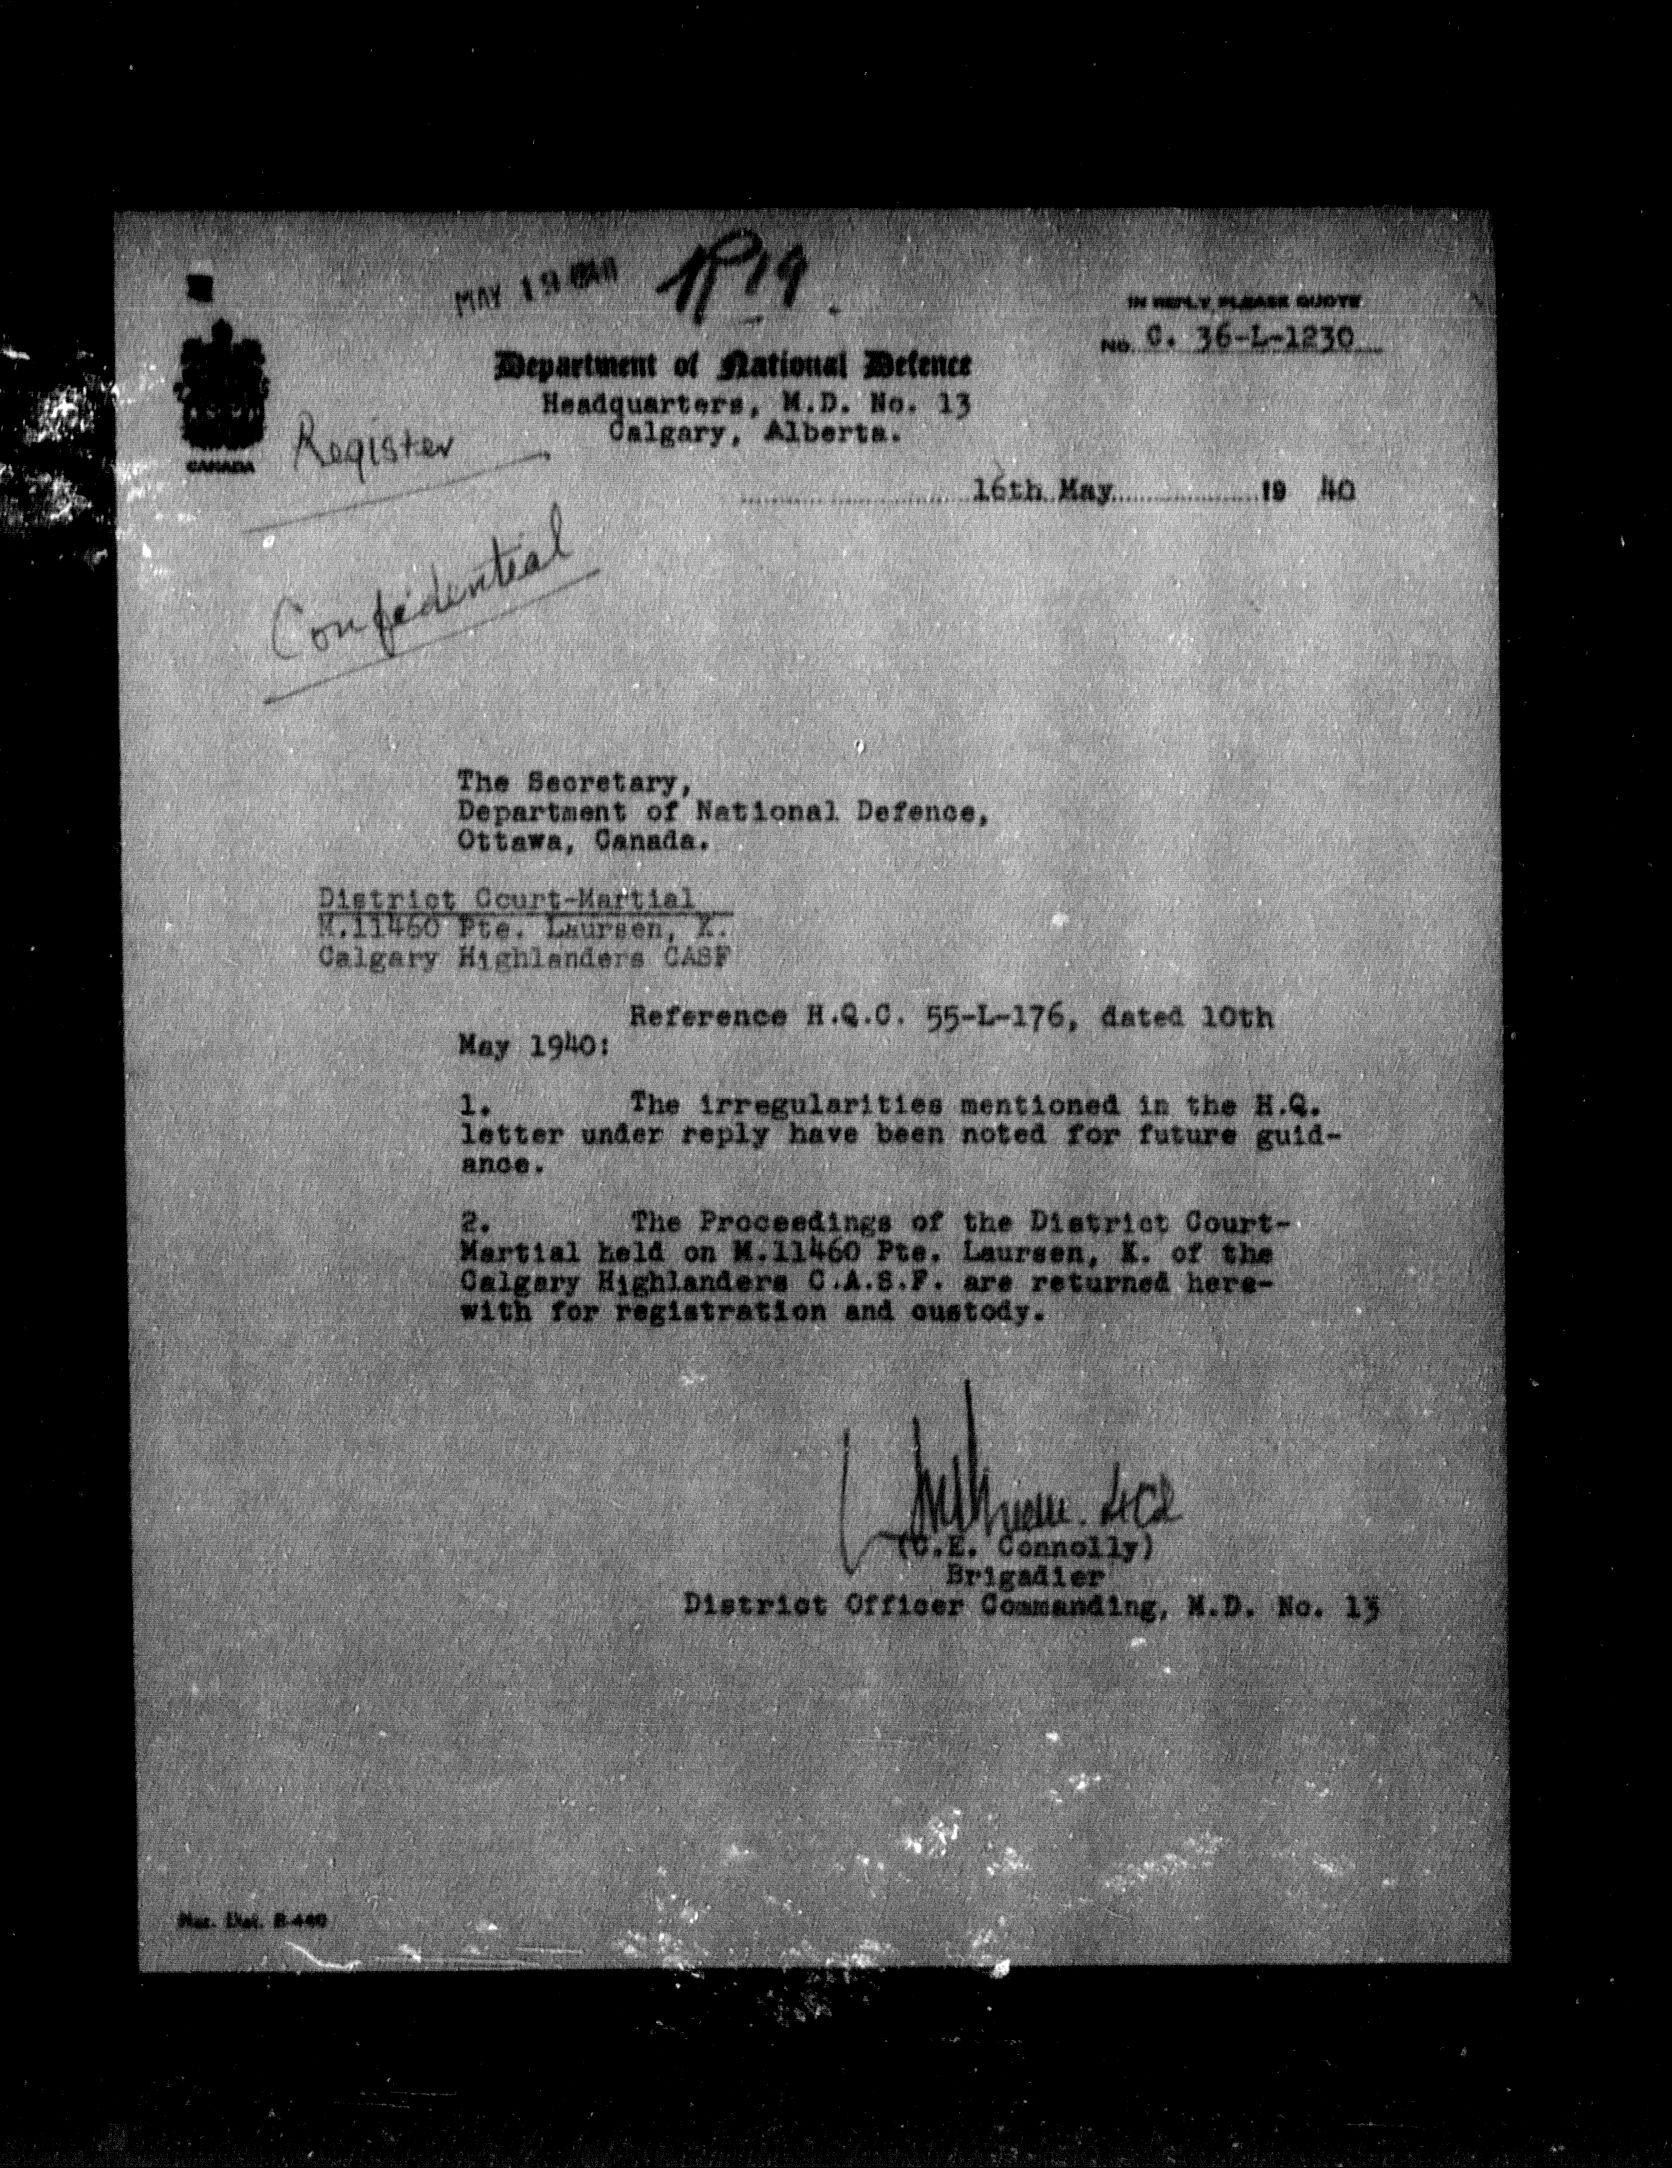 MAY 19 1940 R 19
IN REPLY PLEASE QUOTE
No. C. 36-L-1230
Department of National Defence
Headquarters, M.D. No. 13
Calgary, Alberta.
CANADA
Register
16th May 19 40
Confidential
The Secretary,
Department of National Defence,
Ottawa, Canada.
District Court-Martial
M.11460 Pte. Laursen, K.
Calgary Highlanders CASF
Reference H.Q.C. 55-L-176, dated 10th
May 1940:
1. The irregularities mentioned in the H.Q.
letter under reply have been noted for future guid-
ance.
2. The Proceedings of the District Court-
Martial held on M.11460 Pte. Laursen, K. of the
Calgary Highlanders C.A.S.F. are returned here-
with for registration and custody.
(C.E. Connolly)
Brigadier
District Officer Commanding, M.D. No. 13
B-440